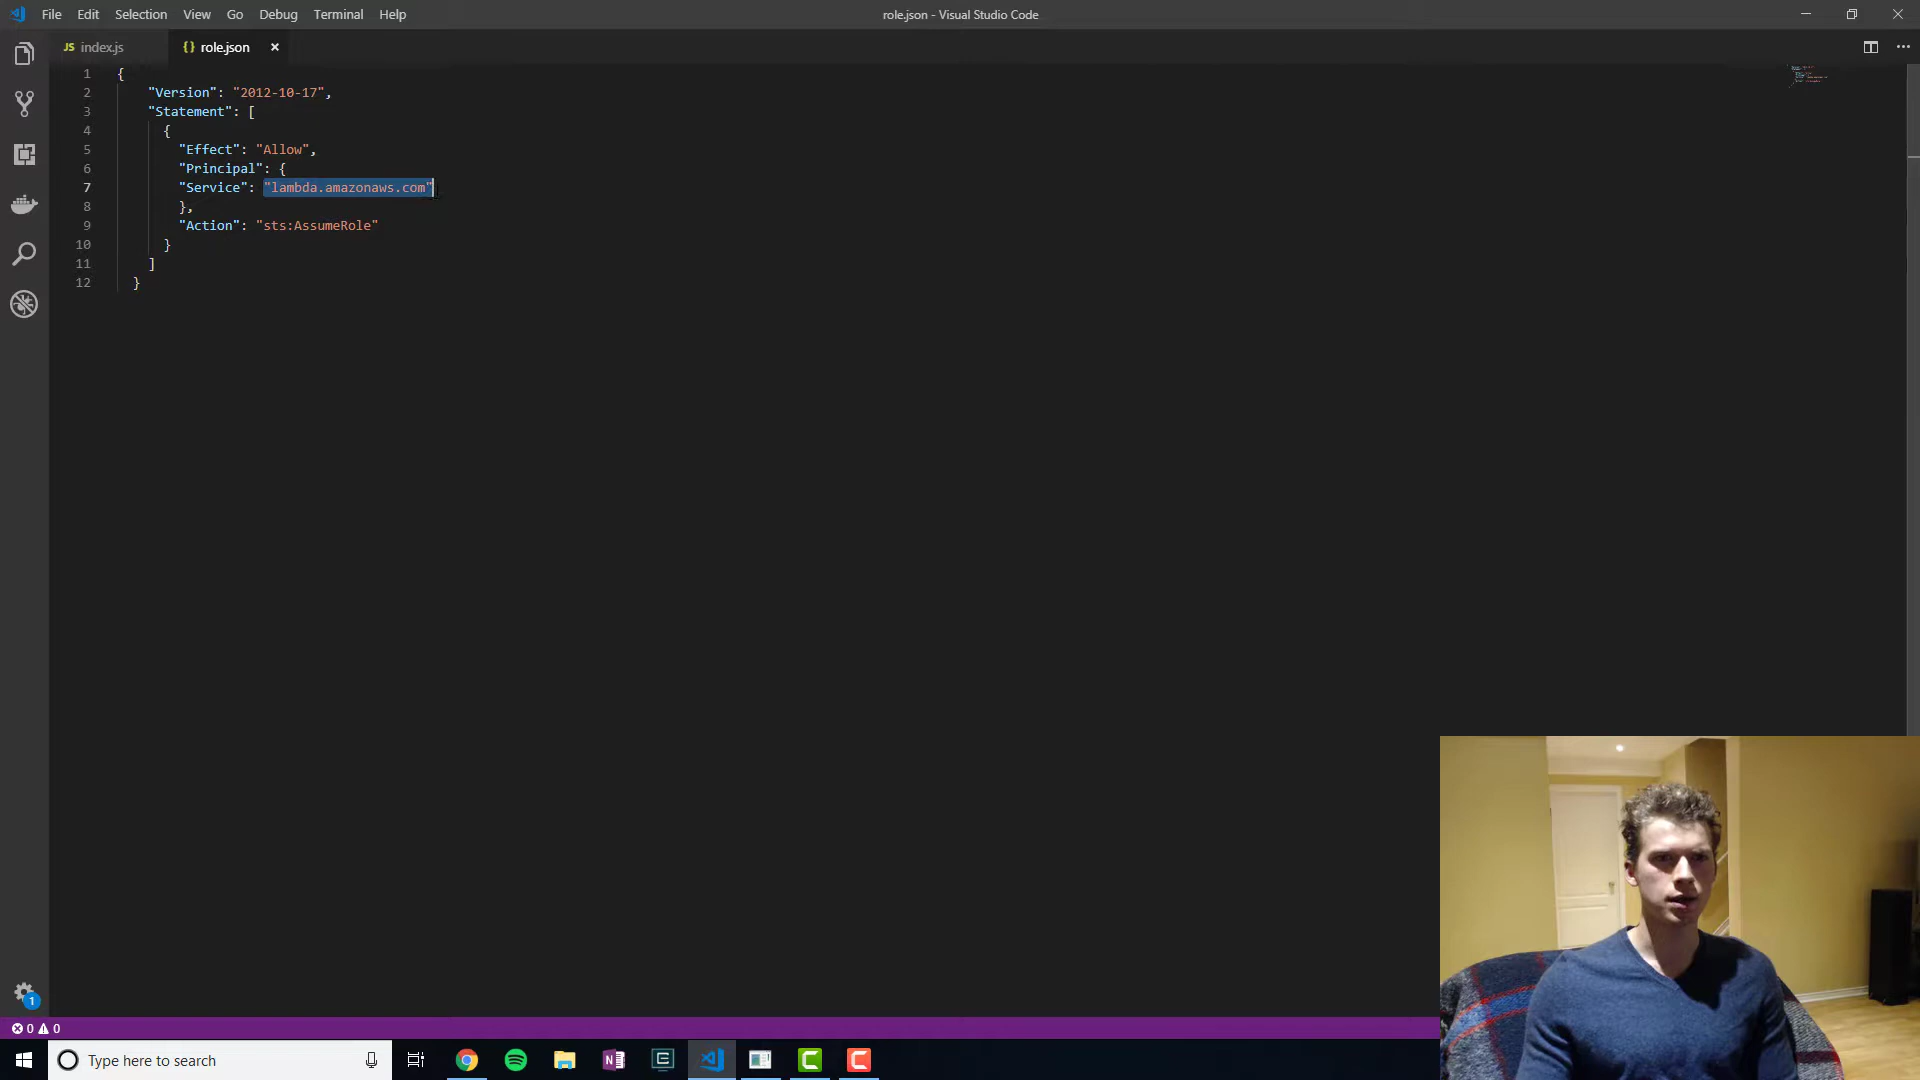 File Edit Selection View Go Debug Terminal Help
role.json - Visual Studio Code
JS index.js
{} role.json ×
1 {
2 "Version": "2012-10-17",
3 "Statement": [
4 {
5 "Effect": "Allow",
6 "Principal": {
7 "Service": "lambda.amazonaws.com"
8 },
9 "Action": "sts:AssumeRole"
10 }
11 ]
12 }
1
0 0
Type here to search